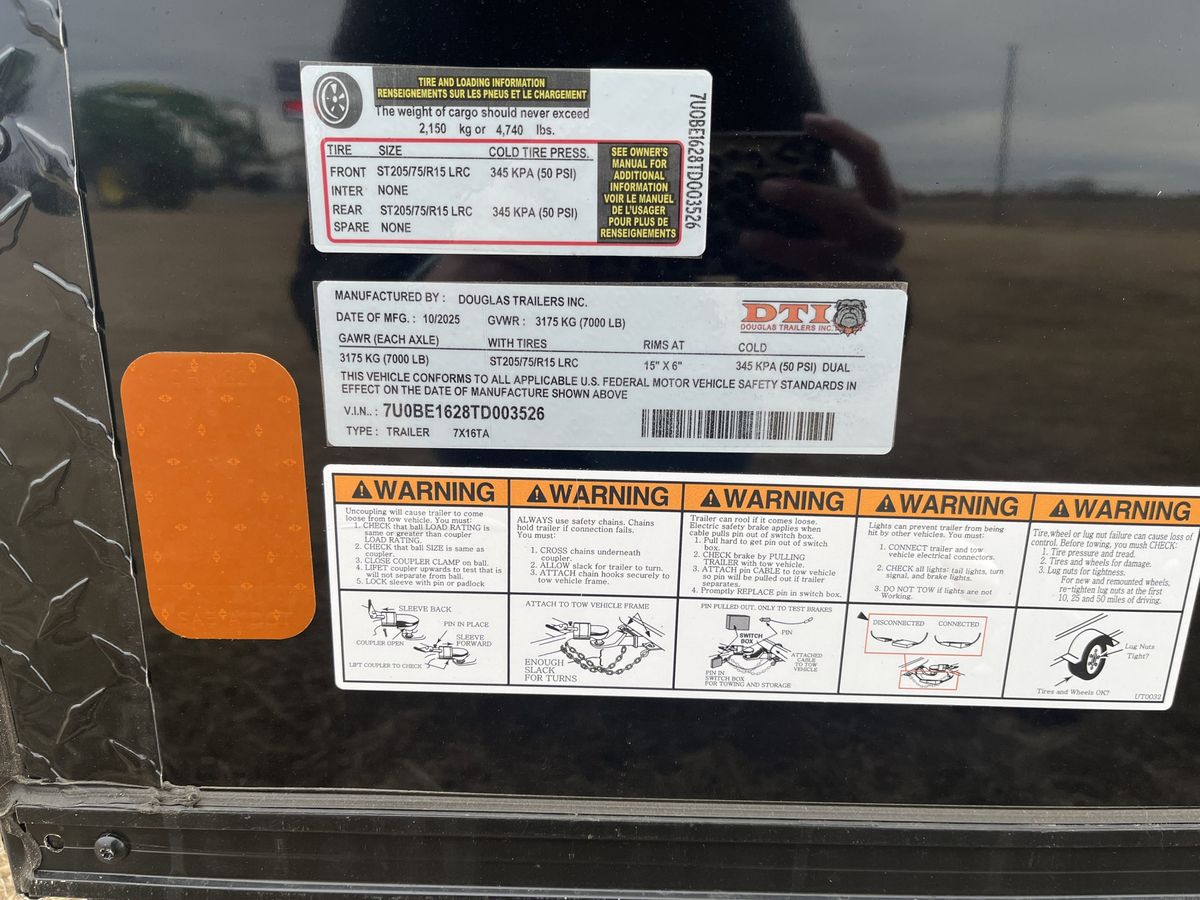 TIRE AND LOADING INFORMATION
RENSEIGNEMENTS SUR LES PNEUS ET LE CHARGEMENT
The weight of cargo should never exceed
2,150 kg or 4,740 lbs.
TIRE SIZE COLD TIRE PRESS.
FRONT ST205/75/R15 LRC 345 KPA (50 PSI)
INTER NONE
REAR ST205/75/R15 LRC 345 KPA (50 PSI)
SPARE NONE
SEE OWNER'S
MANUAL FOR
ADDITIONAL
INFORMATION
VOIR LE MANUEL
DE L'USAGER
POUR PLUS DE
RENSEIGNEMENTS
7U0BE1628TD003526
MANUFACTURED BY : DOUGLAS TRAILERS INC.
DATE OF MFG. : 10/2025 GVWR : 3175 KG (7000 LB)
DTI
DOUGLAS TRAILERS INC.
GAWR (EACH AXLE) WITH TIRES RIMS AT COLD
3175 KG (7000 LB) ST205/75/R15 LRC 15" X 6" 345 KPA (50 PSI) DUAL
THIS VEHICLE CONFORMS TO ALL APPLICABLE U.S. FEDERAL MOTOR VEHICLE SAFETY STANDARDS IN
EFFECT ON THE DATE OF MANUFACTURE SHOWN ABOVE
V.I.N.. : 7U0BE1628TD003526
TYPE : TRAILER 7X16TA
WARNING
Uncoupling will cause trailer to come
loose from tow vehicle. You must:
1. CHECK that ball LOAD RATING is
same or greater than coupler
LOAD RATING.
2. CHECK that ball SIZE is same as
coupler.
3. CLOSE COUPLER CLAMP on ball.
4. LIPET coupler upwards to test that is
will not separate from ball.
5. LOCK sleeve with pin or padlock
SLEEVE BACK
PIN IN PLACE
COUPLER OPEN
SLEEVE
FORWARD
LIFT COUPLER TO CHECK
WARNING
ALWAYS use safety chains. Chains
hold trailer if connection fails.
You must:
1. CROSS chains underneath
coupler.
2. ALLOW slack for trailer to turn.
3. ATTACH chain hooks securely to
tow vehicle frame.
ATTACH TO TOW VEHICLE FRAME
ENOUGH
SLACK
FOR TURNS
WARNING
Trailer can rool if it comes loose.
Electric safety brake applies when
cable pulls pin out of switch box.
1. Pull hard to get pin out of switch
box.
2. CHECK brake by PULLING
TRAILER with tow vehicle.
3. ATTACH pin CABLE to tow vehicle
so pin will be pulled out if trailer
separates.
4. Promptly REPLACE pin in switch box.
PIN PULLED OUT, ONLY TO TEST BRAKES
SWITCH
BOX
PIN
ATTACHED
CABLE
TO TOW
VEHICLE
PIN IN
SWITCH BOX
FOR TOWING AND STORAGE
WARNING
Lights can prevent trailer from being
hit by other vehicles. You must:
1. CONNECT trailer and tow
vehicle electrical connectors.
2. CHECK all lights: tail lights, turn
signal, and brake lights.
3. DO NOT TOW if lights are not
Working.
DISCONNECTED CONNECTED
WARNING
Tire,wheel or lug nut failure can cause loss of
control. Before towing, you mush CHECK:
1. Tire pressure and tread.
2. Tires and wheels for damage.
3. Lug nuts for tightness.
For new and remounted wheels,
re-tighten lug nuts at the first
10, 25 and 50 miles of driving.
Lug Nuts
Tight?
Tires and Wheels OK?
UT0032